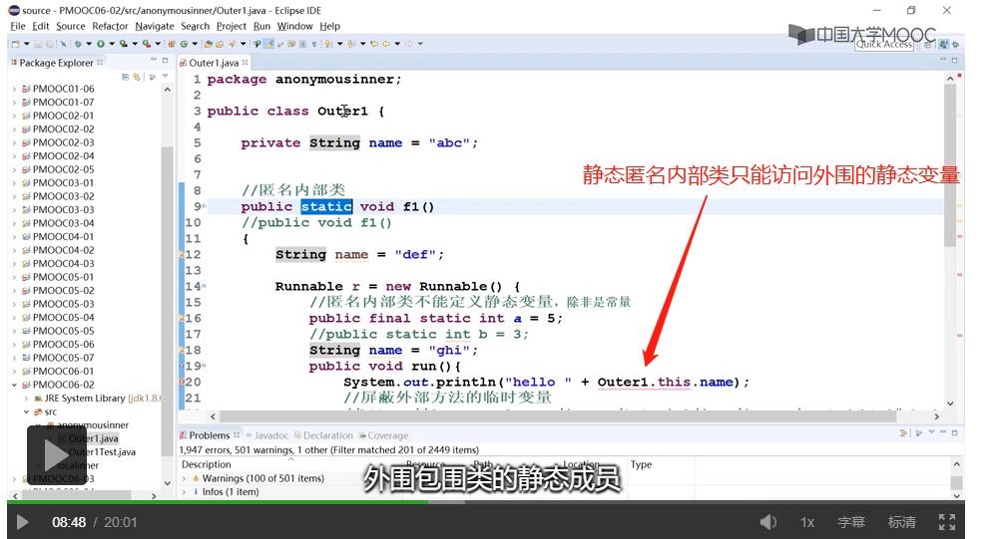 source - PMOOC06-02/src/anonymousinner/Outer1.java - Eclipse IDE
File Edit Source Refactor Navigate Search Project Run Window Help
中国大学MOOC
Quick Access
Package Explorer
PMOOC01-06
PMOOC01-07
PMOOC02-01
PMOOC02-02
PMOOC02-03
PMOOC02-04
PMOOC02-05
PMOOC03-01
PMOOC03-02
PMOOC03-03
PMOOC03-04
PMOOC04-01
PMOOC04-02
PMOOC04-03
PMOOC05-01
PMOOC05-02
PMOOC05-03
PMOOC05-04
PMOOC05-05
PMOOC05-06
PMOOC05-07
PMOOC06-01
PMOOC06-02
JRE System Library [jdk1.8.
src
anonymousinner
Outer1.java
Outer1Test.java
localinner
PMOOC06-03
Outer1.java
1 package anonymousinner;
2
3 public class Outer1 {
4
5 private String name = "abc";
6
7
静态匿名内部类只能访问外围的静态变量
8 //匿名内部类
9 public static void f1()
10 //public void f1()
11 {
12 String name = "def";
13
14 Runnable r = new Runnable() {
15 //匿名内部类不能定义静态变量，除非是常量
16 public final static int a = 5;
17 //public static int b = 3;
18 String name = "ghi";
19 public void run(){
20 System.out.println("hello " + Outer1.this.name);
21 //屏蔽外部方法的临时变量
Problems Javadoc Declaration Coverage
1,947 errors, 501 warnings, 1 other (Filter matched 201 of 2449 items)
Description Resource Path Location Type
Warnings (100 of 501 items)
Infos (1 item)
外围包围类的静态成员
08:48 / 20:01
1x 字幕 标清